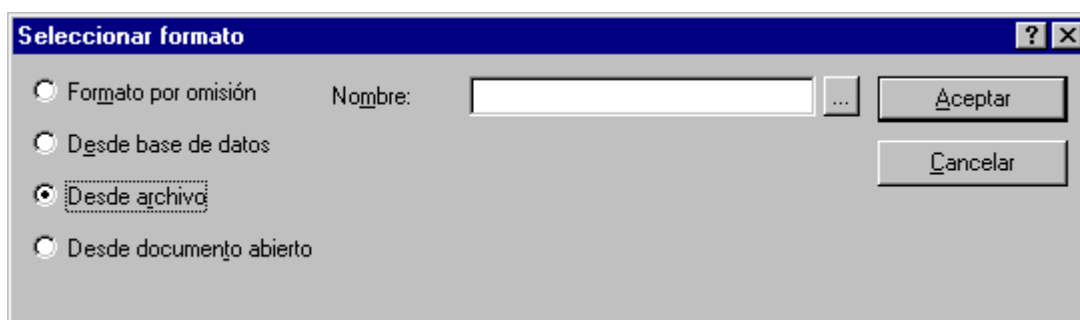 Seleccionar formato
Formato por omisión Nombre: ... Aceptar
Desde base de datos
Cancelar
Desde archivo
Desde documento abierto